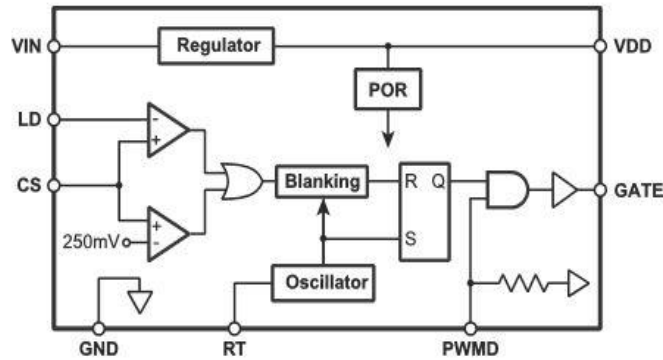 VIN Regulator VDD
POR
LD - +
CS Blanking R Q GATE
+ -
250mV
S
Oscillator
GND RT PWMD